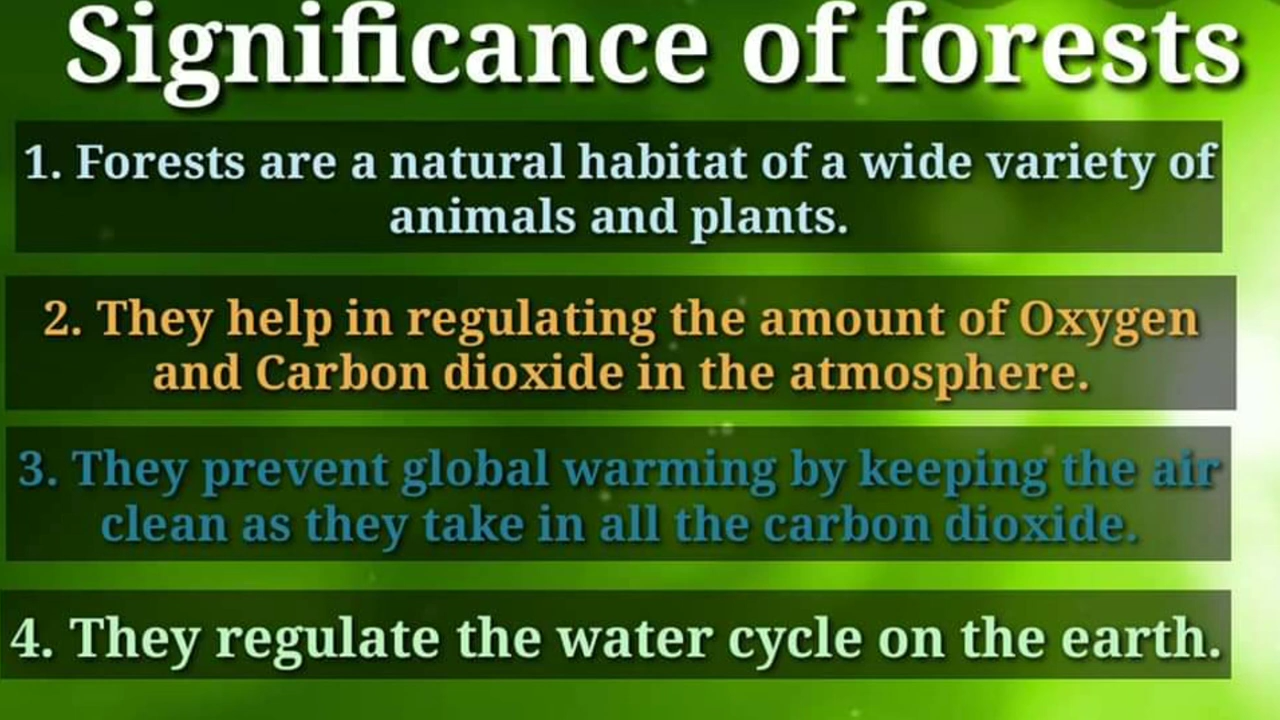 Significance of forests
1. Forests are a natural habitat of a wide variety of
animals and plants.
2. They help in regulating the amount of Oxygen
and Carbon dioxide in the atmosphere.
3. They prevent global warming by keeping the air
clean as they take in all the carbon dioxide.
4. They regulate the water cycle on the earth.